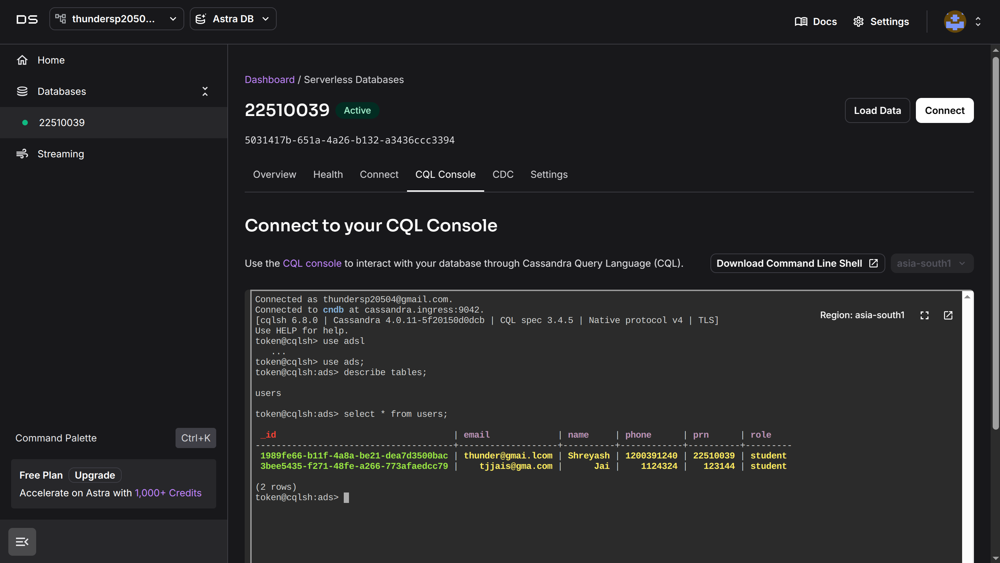 DS thundersp2050... Astra DB Docs Settings
Home
Databases
22510039
Streaming
Command Palette Ctrl+K
Free Plan Upgrade
Accelerate on Astra with 1,000+ Credits
Dashboard / Serverless Databases
22510039 Active Load Data Connect
5031417b-651a-4a26-b132-a3436ccc3394
Overview Health Connect CQL Console CDC Settings
Connect to your CQL Console
Use the CQL console to interact with your database through Cassandra Query Language (CQL). Download Command Line Shell asia-south1
Region: asia-south1
Connected as thundersp20504@gmail.com.
Connected to cndb at cassandra.ingress:9042.
[cqlsh 6.8.0 | Cassandra 4.0.11-5f20150d0dcb | CQL spec 3.4.5 | Native protocol v4 | TLS]
Use HELP for help.
token@cqlsh> use adsl
   ...
token@cqlsh> use ads;
token@cqlsh:ads> describe tables;
users
token@cqlsh:ads> select * from users;
 _id                                  | email             | name     | phone      | prn      | role
--------------------------------------+-------------------+----------+------------+----------+---------
 1989fe66-b11f-4a8a-be21-dea7d3500bac | thunder@gmai.lcom | Shreyash | 1200391240 | 22510039 | student
 3bee5435-f271-48fe-a266-773afaedcc79 |    tjjais@gma.com |      Jai |    1124324 |   123144 | student
(2 rows)
token@cqlsh:ads>